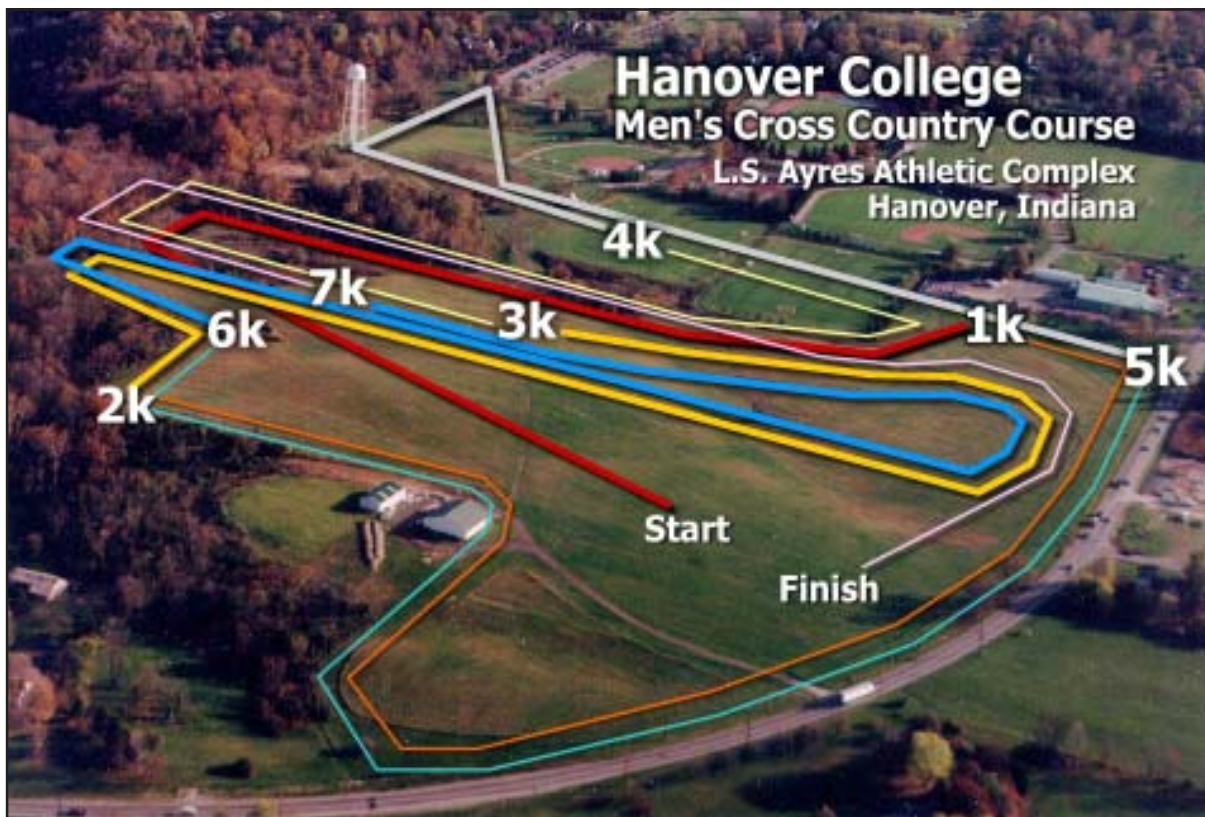 Hanover College
Men's Cross Country Course
L.S. Ayres Athletic Complex
Hanover, Indiana
4k
7k
3k
1k
6k
5k
2k
Start
Finish